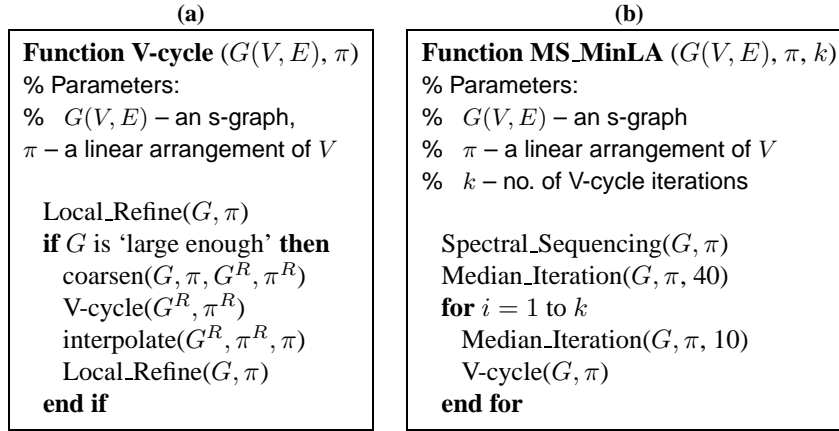 (a)
Function V-cycle (G(V, E), π)
% Parameters:
% G(V, E) – an s-graph,
π – a linear arrangement of V
Local_Refine(G, π)
if G is ‘large enough’ then
coarsen(G, π, G^R, π^R)
V-cycle(G^R, π^R)
interpolate(G^R, π^R, π)
Local_Refine(G, π)
end if
(b)
Function MS_MinLA (G(V, E), π, k)
% Parameters:
% G(V, E) – an s-graph
% π – a linear arrangement of V
% k – no. of V-cycle iterations
Spectral_Sequencing(G, π)
Median_Iteration(G, π, 40)
for i = 1 to k
Median_Iteration(G, π, 10)
V-cycle(G, π)
end for